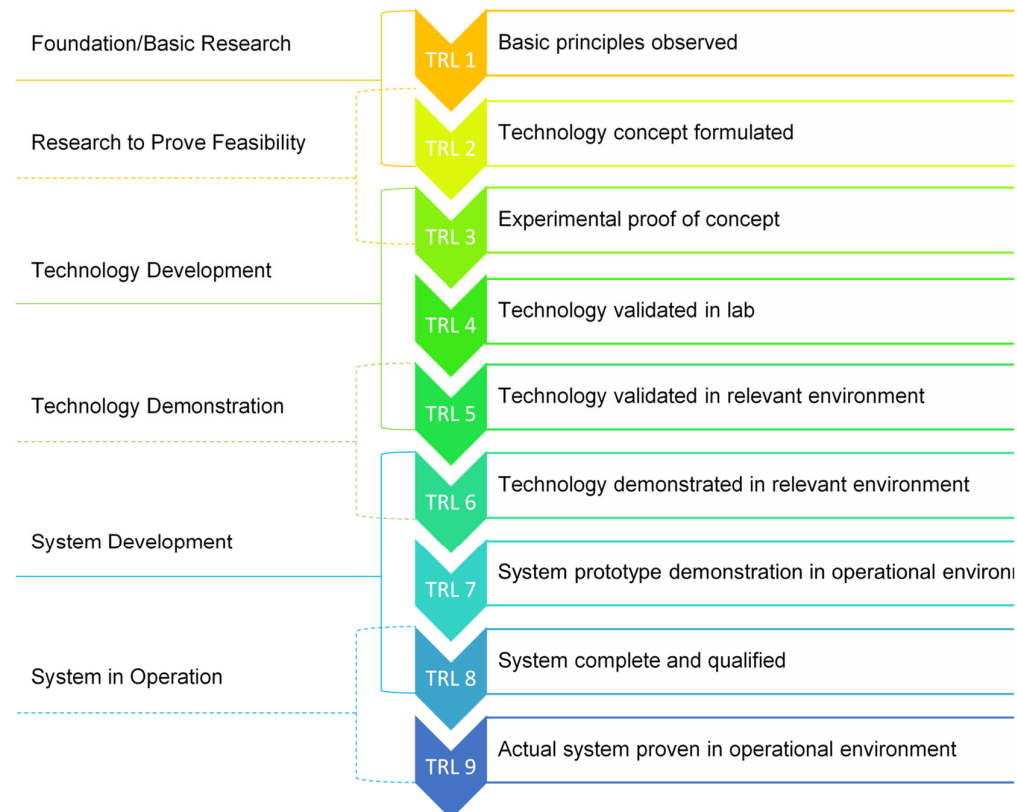 Foundation/Basic Research
TRL 1
Basic principles observed
Research to Prove Feasibility
TRL 2
Technology concept formulated
TRL 3
Experimental proof of concept
Technology Development
TRL 4
Technology validated in lab
Technology Demonstration
TRL 5
Technology validated in relevant environment
TRL 6
Technology demonstrated in relevant environment
System Development
TRL 7
System prototype demonstration in operational
System in Operation
TRL 8
System complete and qualified
TRL 9
Actual system proven in operational environment